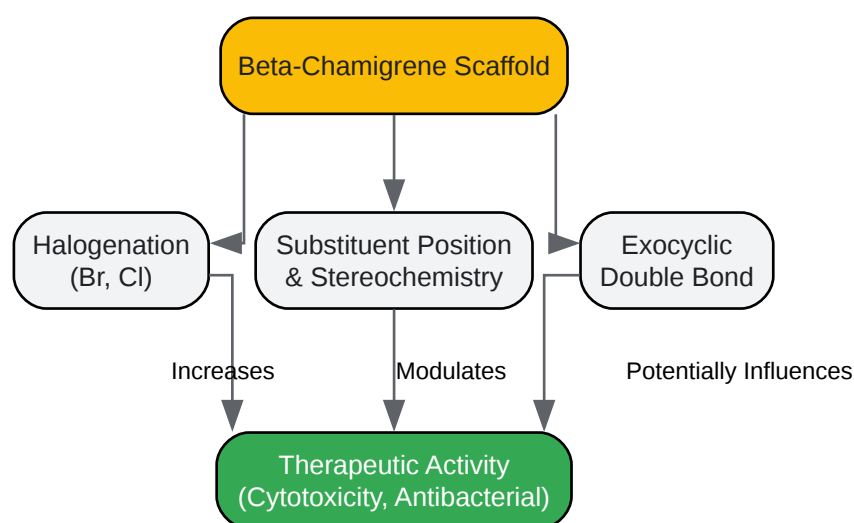 Beta-Chamigrene Scaffold
Halogenation
(Br, Cl)
Substituent Position
& Stereochemistry
Exocyclic
Double Bond
Increases
Modulates
Potentially Influences
Therapeutic Activity
(Cytotoxicity, Antibacterial)